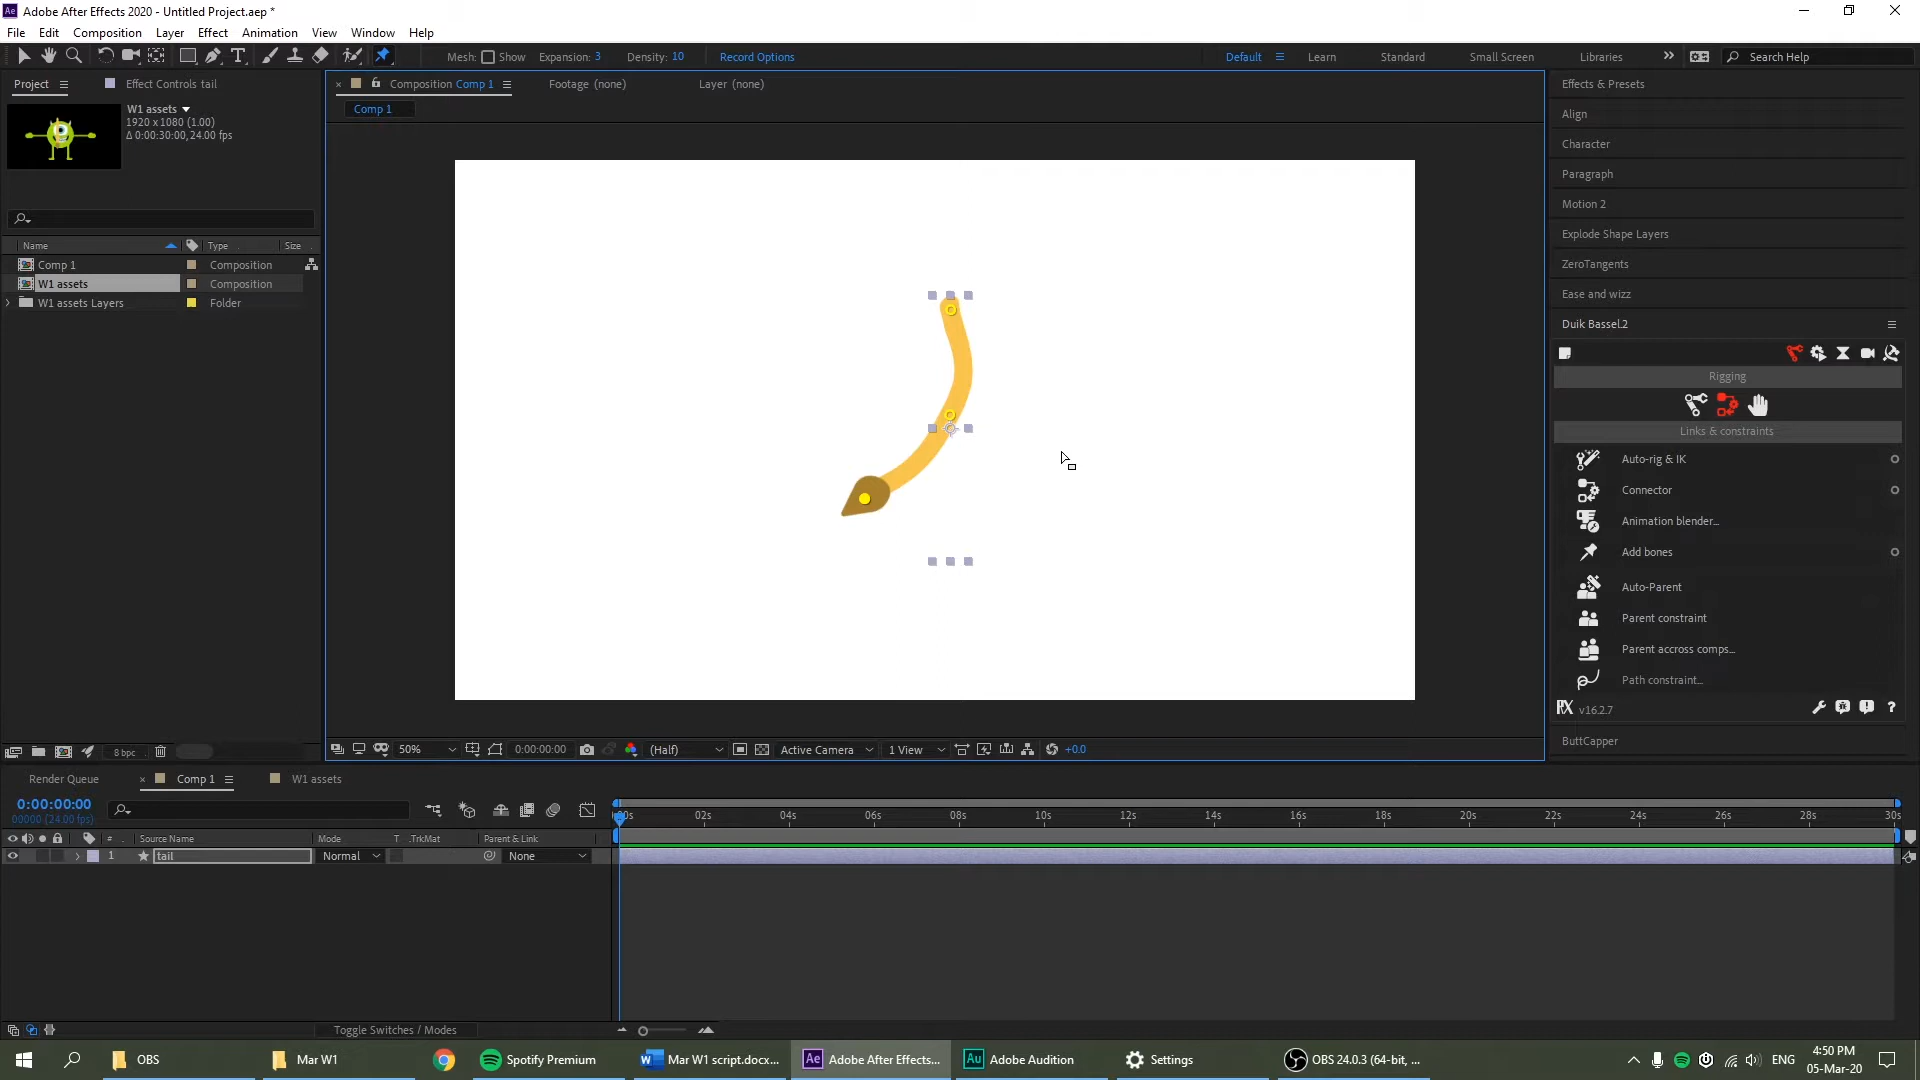 Ae Adobe After Effects 2020 - Untitled Project.aep *
File Edit Composition Layer Effect Animation View Window Help
Mesh: Show Expansion: 3 Density: 10 Record Options Default Learn Standard Small Screen Libraries Search Help
Project Effect Controls tail Composition Comp 1 Footage (none) Layer (none)
Comp 1
W1 assets
1920 x 1080 (1.00)
Δ 0:00:30:00, 24.00 fps
Name Type Size
Comp 1 Composition
W1 assets Composition
W1 assets Layers Folder
Effects & Presets
Align
Character
Paragraph
Motion 2
Explode Shape Layers
ZeroTangents
Ease and wizz
Duik Bassel.2
Rigging
Links & constraints
Auto-rig & IK
Connector
Animation blender...
Add bones
Auto-Parent
Parent constraint
Parent accross comps...
Path constraint...
v16.2.7
ButtCapper
8 bpc 50% 0:00:00:00 (Half) Active Camera 1 View +0.0
Render Queue Comp 1 W1 assets
0:00:00:00
00000 (24.00 fps)
00s 02s 04s 06s 08s 10s 12s 14s 16s 18s 20s 22s 24s 26s 28s 30s
# Source Name Mode T .TrkMat Parent & Link
1 tail Normal None
Toggle Switches / Modes
OBS Mar W1 Spotify Premium Mar W1 script.docx... Ae Adobe After Effects... Au Adobe Audition Settings OBS 24.0.3 (64-bit, ... ENG 4:50 PM
05-Mar-20